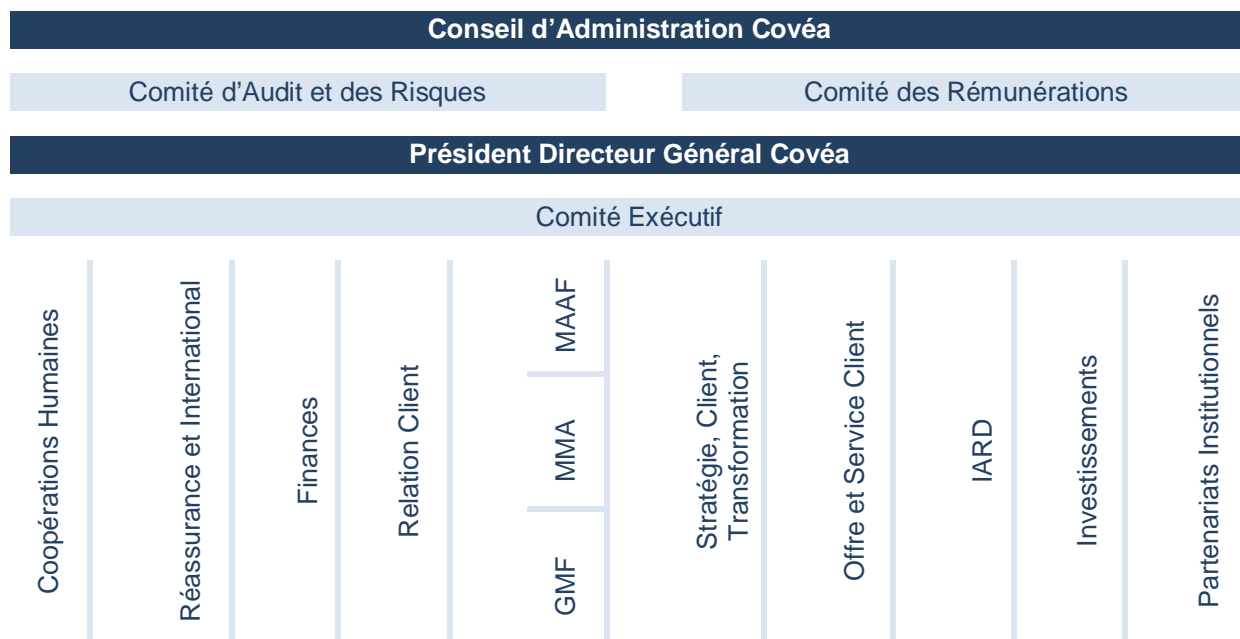 Conseil d'Administration Covéa
Comité d'Audit et des Risques
Comité des Rémunérations
Président Directeur Général Covéa
Comité Exécutif
Coopérations Humaines
Réassurance et International
Finances
Relation Client
MAAF
MMA
GMF
Stratégie, Client,
Transformation
Offre et Service Client
IARD
Investissements
Partenariats Institutionnels